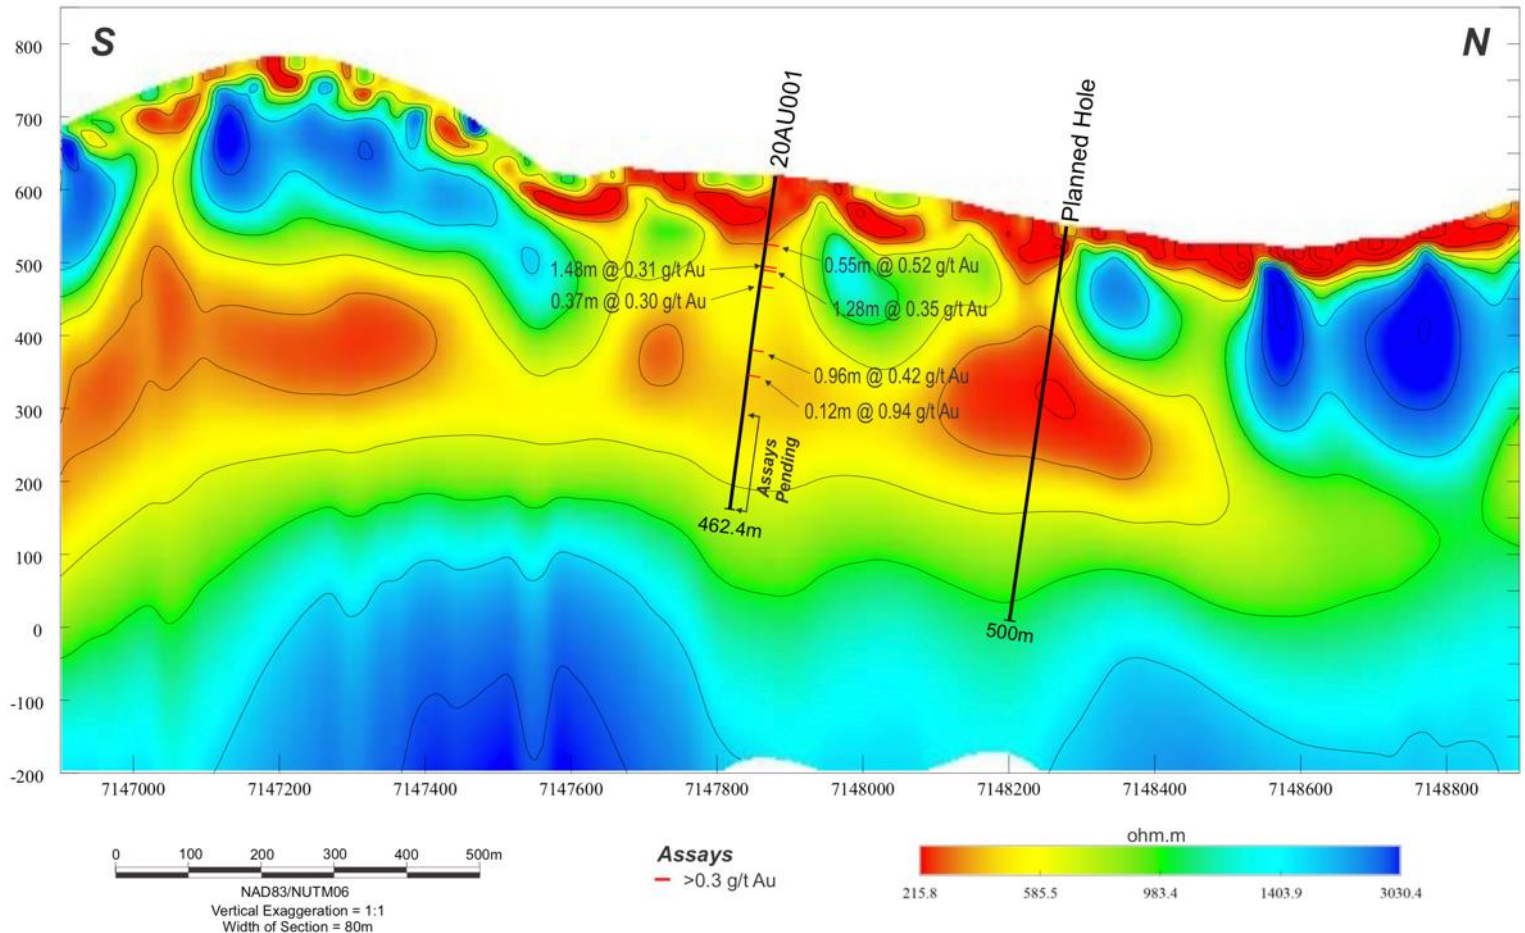 S
N
800
700
600
500
400
300
200
100
0
-100
-200
20AU001
Planned Hole
1.48m @ 0.31 g/t Au
0.37m @ 0.30 g/t Au
0.55m @ 0.52 g/t Au
1.28m @ 0.35 g/t Au
0.96m @ 0.42 g/t Au
0.12m @ 0.94 g/t Au
Assays
Pending
462.4m
500m
7147000 7147200 7147400 7147600 7147800 7148000 7148200 7148400 7148600 7148800
0 100 200 300 400 500m
NAD83/NUTM06
Vertical Exaggeration = 1:1
Width of Section = 80m
Assays
>0.3 g/t Au
ohm.m
215.8 585.5 983.4 1403.9 3030.4